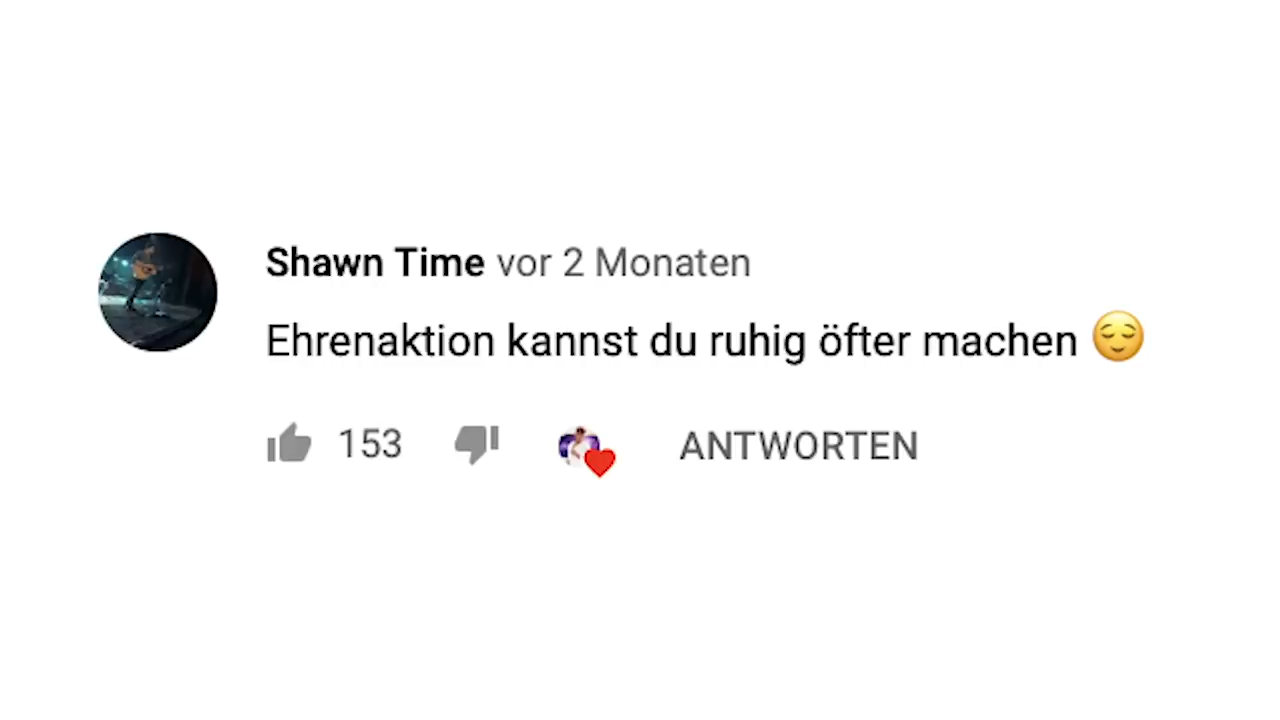 Shawn Time vor 2 Monaten
Ehrenaktion kannst du ruhig öfter machen 😌
153 ANTWORTEN